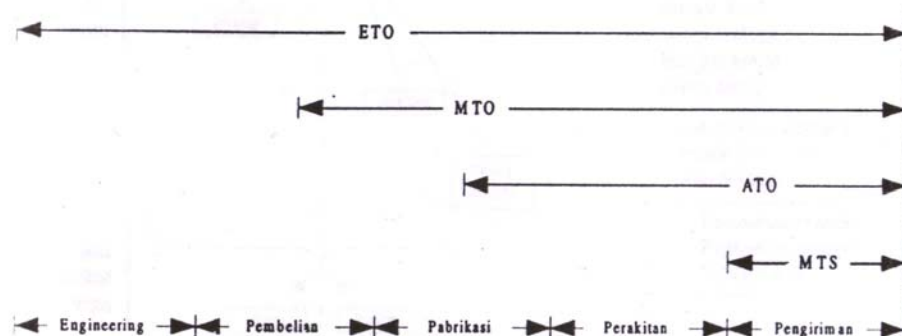 ETO
MTO
ATO
MTS
Engineering Pembelian Pabrikasi Perakitan Pengiriman